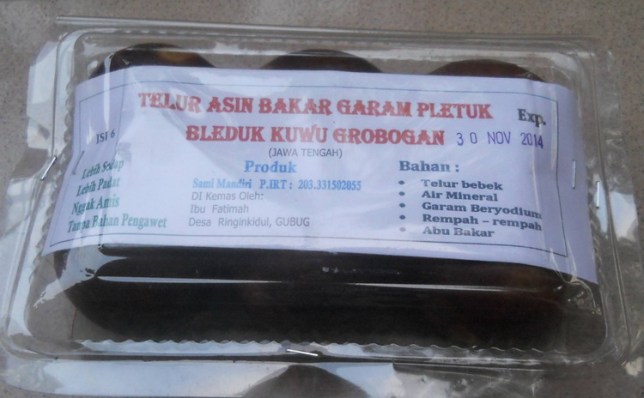 TELUR ASIN BAKAR GARAM PLETUK
BLEDUK KUWU GROBOGAN
(JAWA TENGAH)
Exp.
30 NOV 2014
ISI 6
Lebih Sedap
Lebih Padat
Nggak Amis
Tanpa Bahan Pengawet
Produk
Sami Mandiri P.IRT : 203.331502055
DI Kemas Oleh:
Ibu Fatimah
Desa Ringinkidul, GUBUG
Bahan :
• Telur bebek
• Air Mineral
• Garam Beryodium
• Rempah – rempah
• Abu Bakar